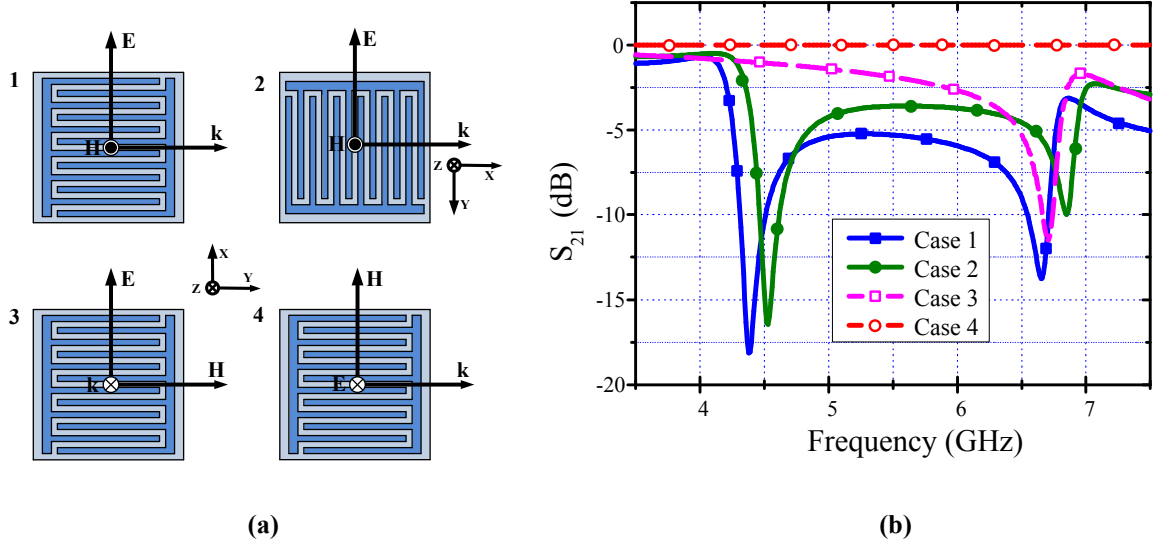 1
E
H
k
2
E
H
k
Z
X
Y
3
E
k
H
X
Y
Z
4
H
E
k
(a)
0
-5
-10
-15
-20
S21 (dB)
4
5
6
7
Frequency (GHz)
Case 1
Case 2
Case 3
Case 4
(b)